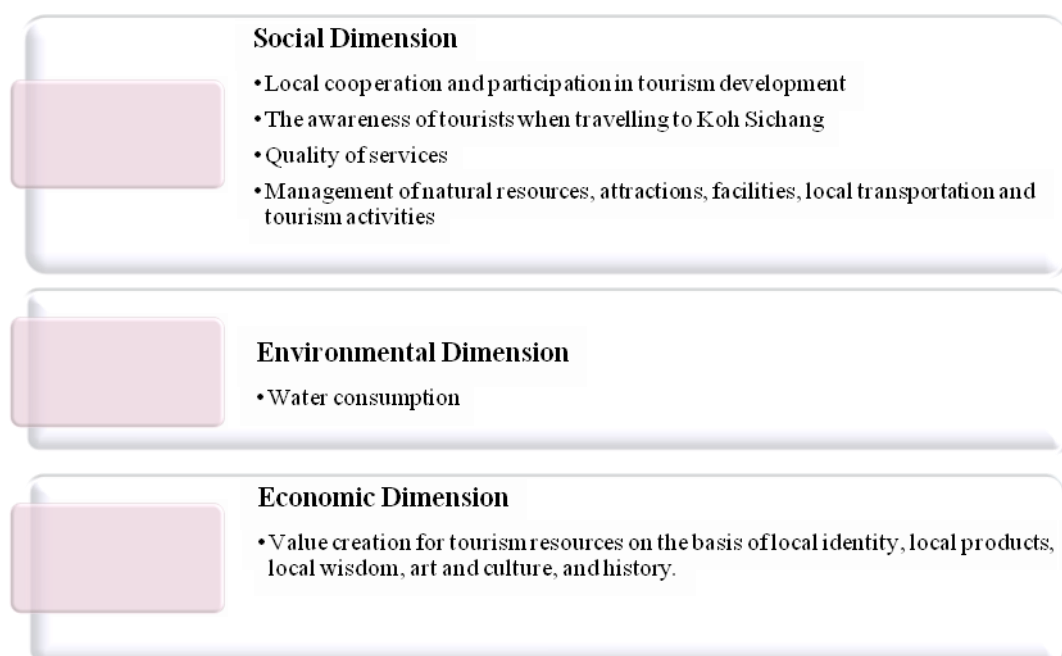 Social Dimension
•Local cooperation and participation in tourism development
•The awareness of tourists when travelling to Koh Sichang
•Quality of services
•Management of natural resources, attractions, facilities, local transportation and
tourism activities
Environmental Dimension
•Water consumption
Economic Dimension
•Value creation for tourism resources on the basis of local identity, local products,
local wisdom, art and culture, and history.